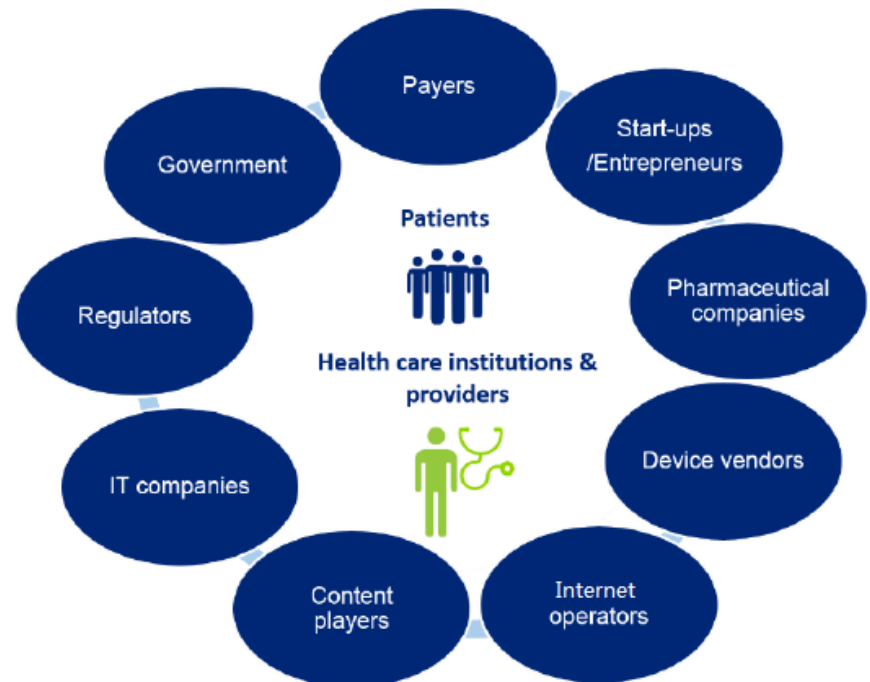 Payers
Start-ups
/Entrepreneurs
Government
Patients
Pharmaceutical
companies
Regulators
Health care institutions &
providers
Device vendors
IT companies
Internet
operators
Content
players